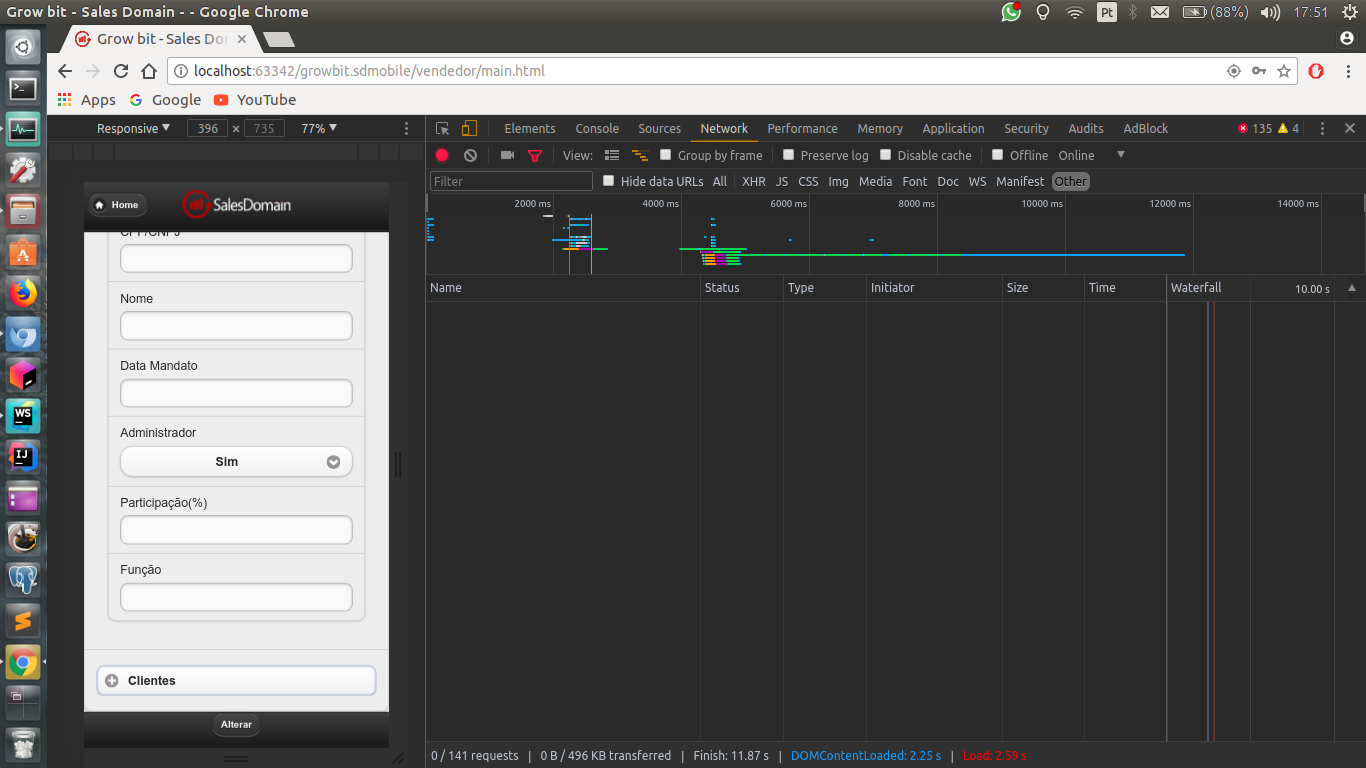 Grow bit - Sales Domain - - Google Chrome
Pt
(88%)
17:51
Grow bit - Sales Dor
localhost:63342/growbit.sdmobile/vendedor/main.html
Apps Google YouTube
Responsive 396 × 735 77%
Elements Console Sources Network Performance Memory Application Security Audits AdBlock 135 4
View: Group by frame Preserve log Disable cache Offline Online
Filter Hide data URLs All XHR JS CSS Img Media Font Doc WS Manifest Other
2000 ms 4000 ms 6000 ms 8000 ms 10000 ms 12000 ms 14000 ms
Name Status Type Initiator Size Time Waterfall 10.00 s
Home
SalesDomain
CPF/CNPJ
Nome
Data Mandato
Administrador
Sim
Participação(%)
Função
Clientes
Alterar
WS
IJ
0 / 141 requests | 0 B / 496 KB transferred | Finish: 11.87 s | DOMContentLoaded: 2.25 s | Load: 2.59 s